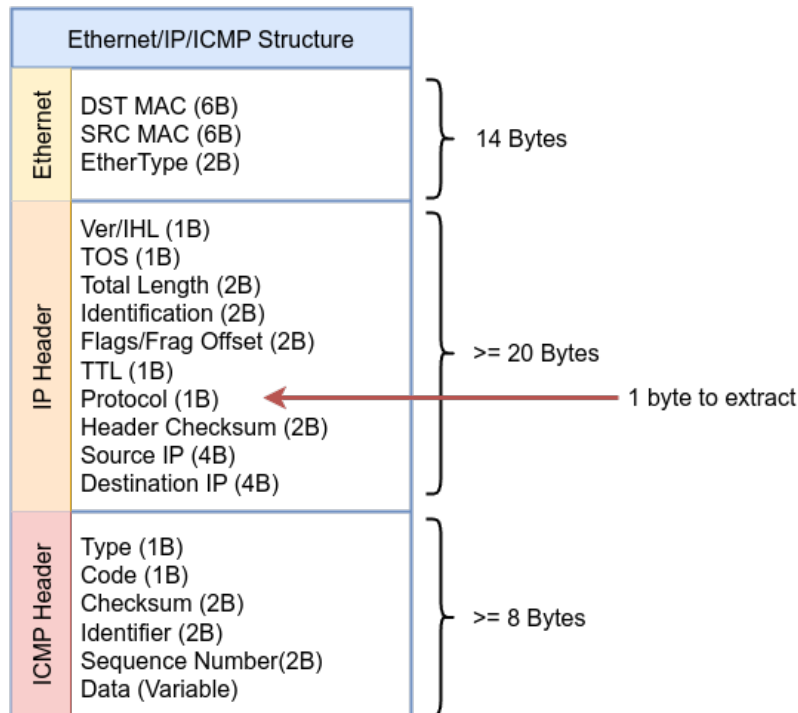 Ethernet/IP/ICMP Structure
Ethernet
DST MAC (6B)
SRC MAC (6B)
EtherType (2B)
14 Bytes
IP Header
Ver/IHL (1B)
TOS (1B)
Total Length (2B)
Identification (2B)
Flags/Frag Offset (2B)
TTL (1B)
Protocol (1B)
Header Checksum (2B)
Source IP (4B)
Destination IP (4B)
>= 20 Bytes
1 byte to extract
ICMP Header
Type (1B)
Code (1B)
Checksum (2B)
Identifier (2B)
Sequence Number(2B)
Data (Variable)
>= 8 Bytes